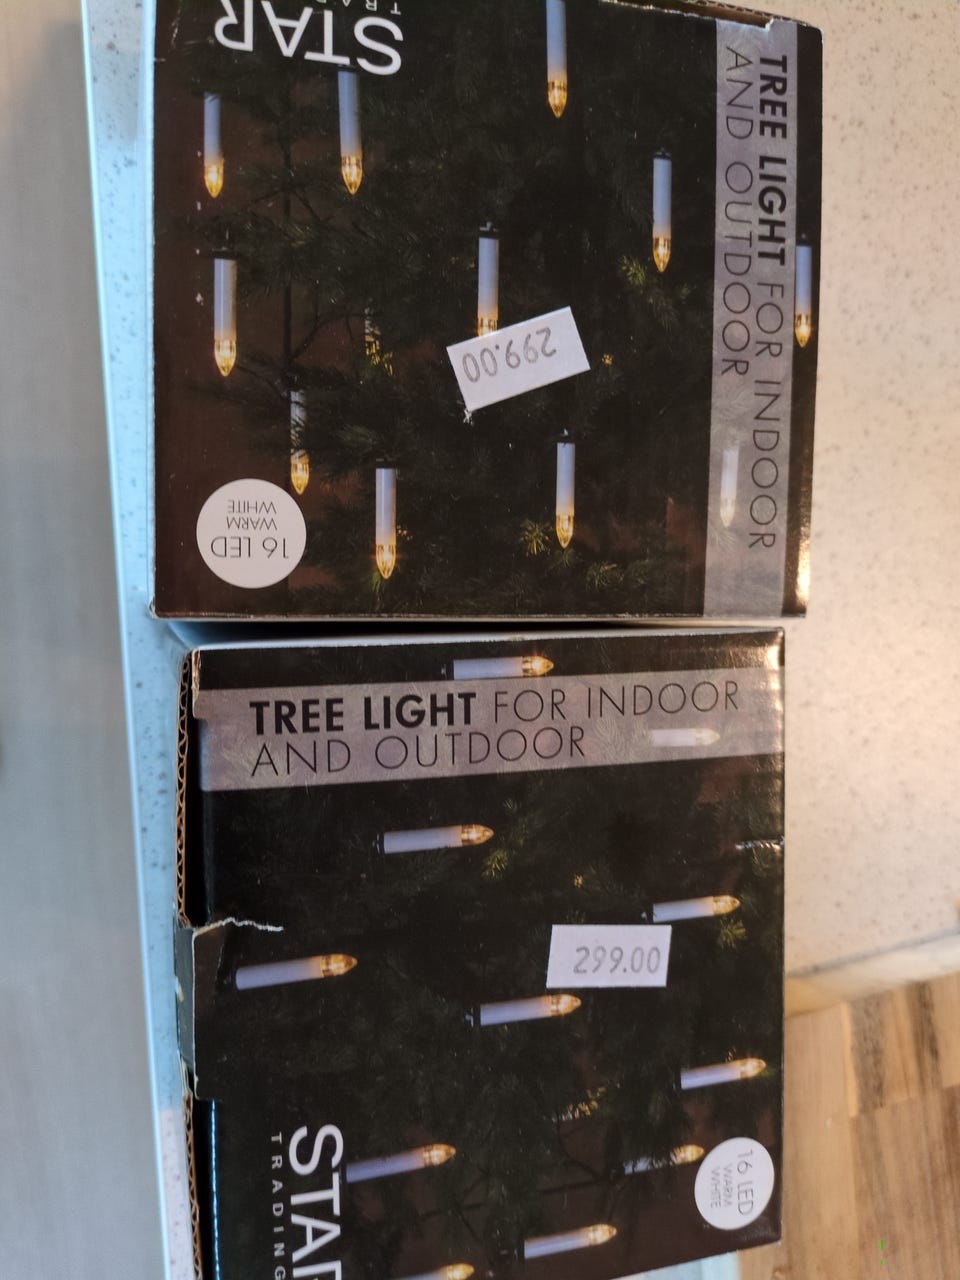 STAR
TREE LIGHT FOR INDOOR
AND OUTDOOR
299.00
16 LED
WARM
WHITE
TREE LIGHT FOR INDOOR
AND OUTDOOR
299.00
16 LED
WARM
WHITE
STAR
TRADING